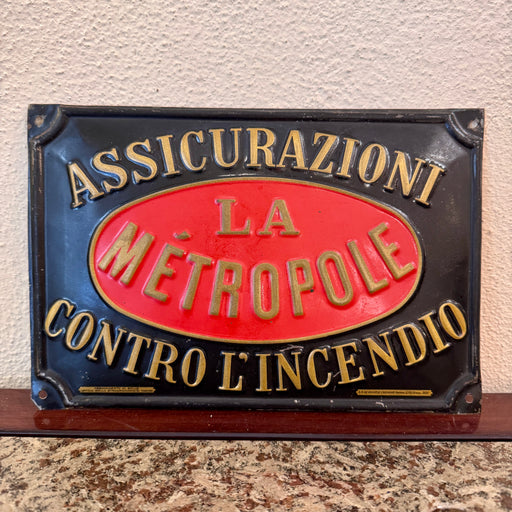 ASSICURAZIONI
LA
MÉTROPOLE
CONTRO L'INCENDIO